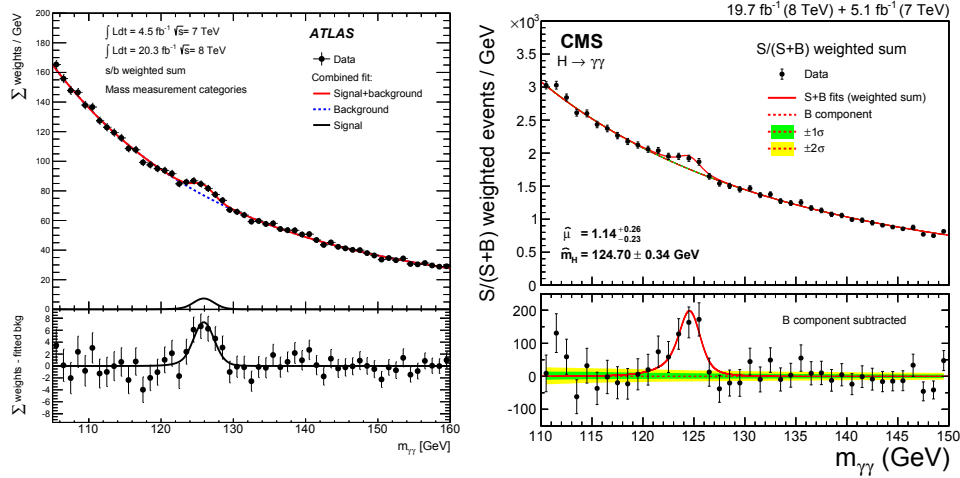 ∫ Ldt = 4.5 fb⁻¹ √s = 7 TeV
∫ Ldt = 20.3 fb⁻¹ √s = 8 TeV
s/b weighted sum
Mass measurement categories
ATLAS
Data
Combined fit:
Signal+background
Background
Signal
∑ weights / GeV
180
160
140
120
100
80
60
40
20
0
∑ weights - fitted bkg
8
6
4
2
0
-2
-4
-6
-8
110 120 130 140 150 160
m_γγ [GeV]
19.7 fb⁻¹ (8 TeV) + 5.1 fb⁻¹ (7 TeV)
×10³
CMS
H → γγ
S/(S+B) weighted sum
Data
S+B fits (weighted sum)
B component
±1σ
±2σ
S/(S+B) weighted events / GeV
3.5
3
2.5
2
1.5
1
0.5
0
μ̂ = 1.14 +0.26 −0.23
m̂_H = 124.70 ± 0.34 GeV
B component subtracted
200
100
0
-100
110 115 120 125 130 135 140 145 150
m_γγ (GeV)